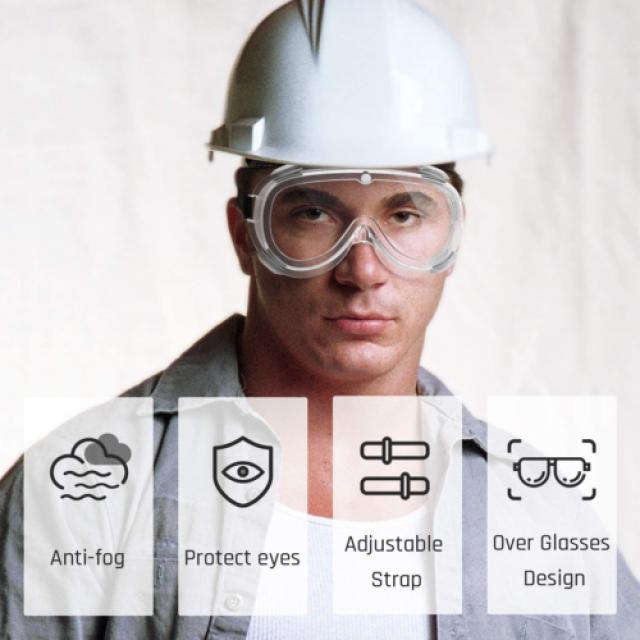 Anti-fog
Protect eyes
Adjustable
Strap
Over Glasses
Design